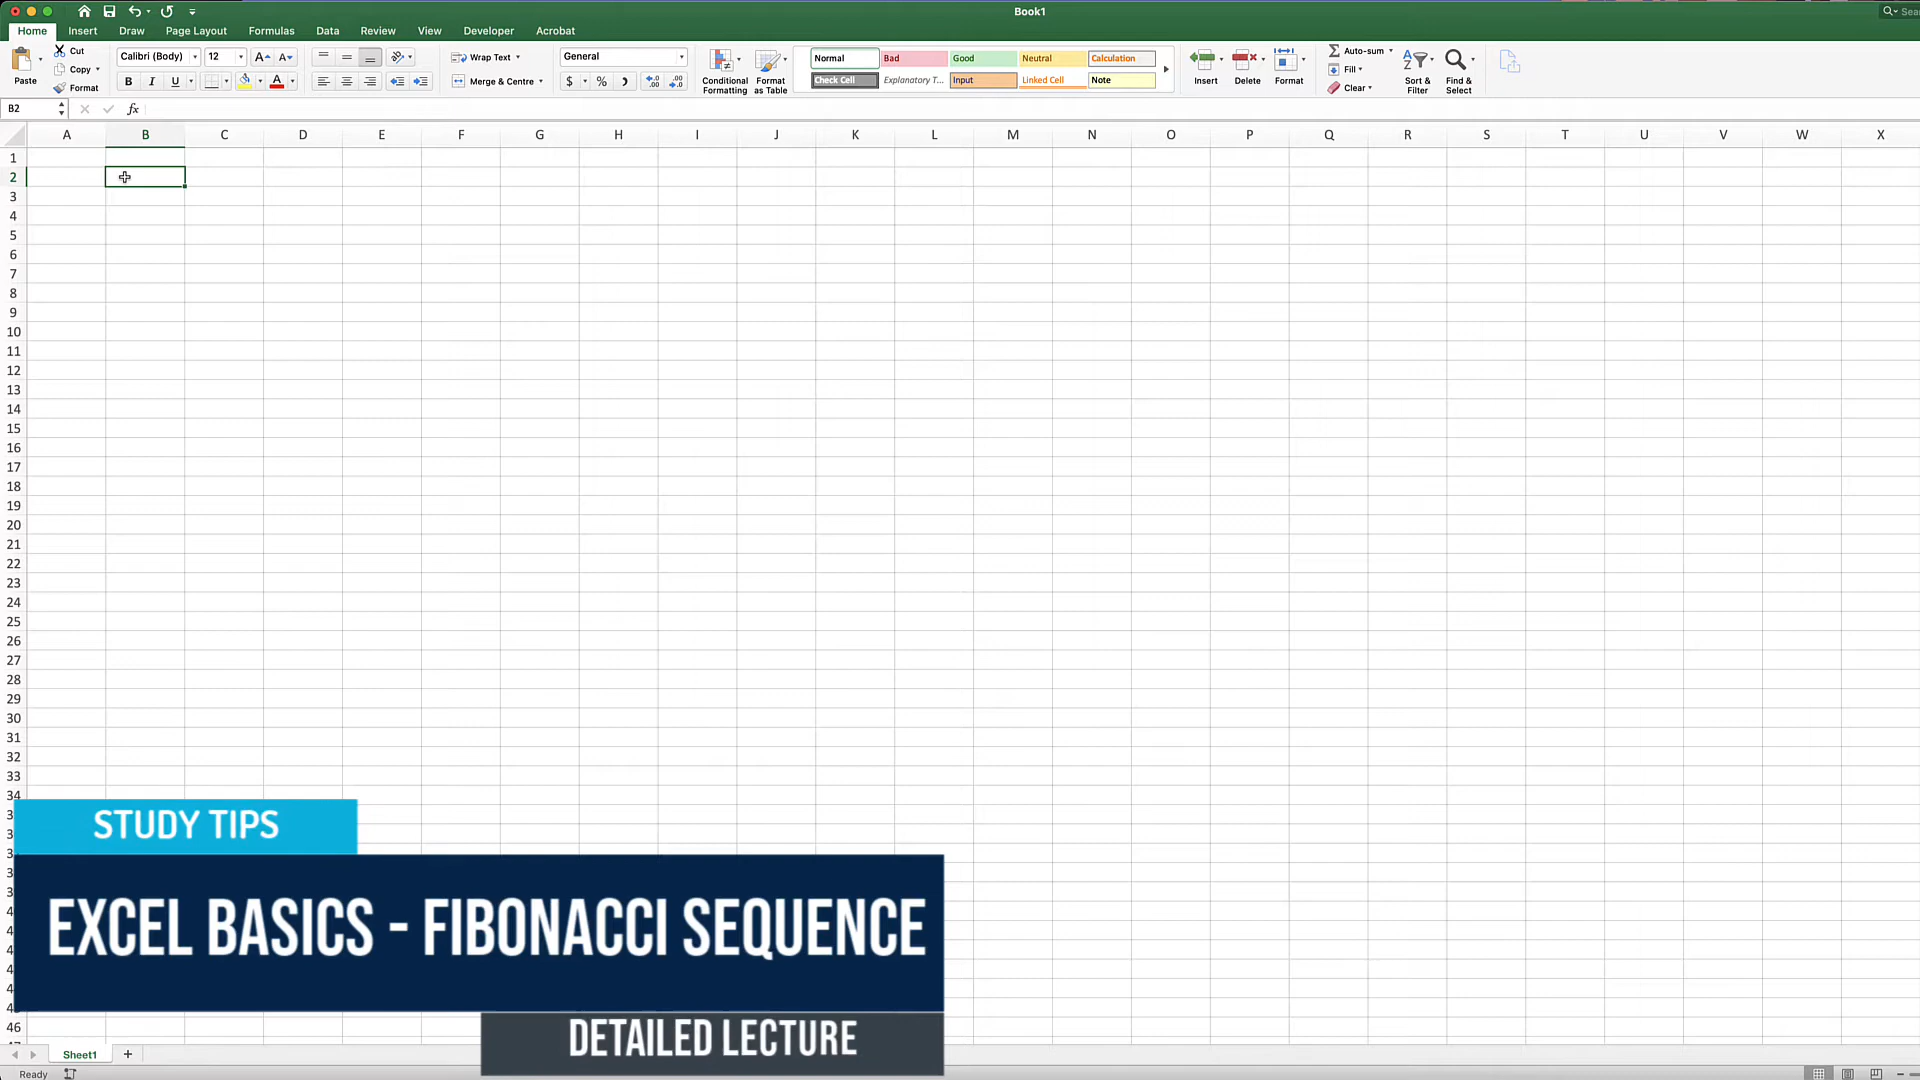 Book1
Sea
Home Insert Draw Page Layout Formulas Data Review View Developer Acrobat
Paste
Cut
Copy
Format
Calibri (Body) 12
B I U
Wrap Text
Merge & Centre
General
$ %
Conditional Formatting
Format as Table
Normal Bad Good Neutral Calculation
Check Cell Explanatory T... Input Linked Cell Note
Insert Delete Format
Auto-sum
Fill
Clear
Sort & Filter
Find & Select
B2 fx
A B C D E F G H I J K L M N O P Q R S T U V W X
1
2
3
4
5
6
7
8
9
10
11
12
13
14
15
16
17
18
19
20
21
22
23
24
25
26
27
28
29
30
31
32
33
34
STUDY TIPS
EXCEL BASICS - FIBONACCI SEQUENCE
DETAILED LECTURE
46
Sheet1 +
Ready